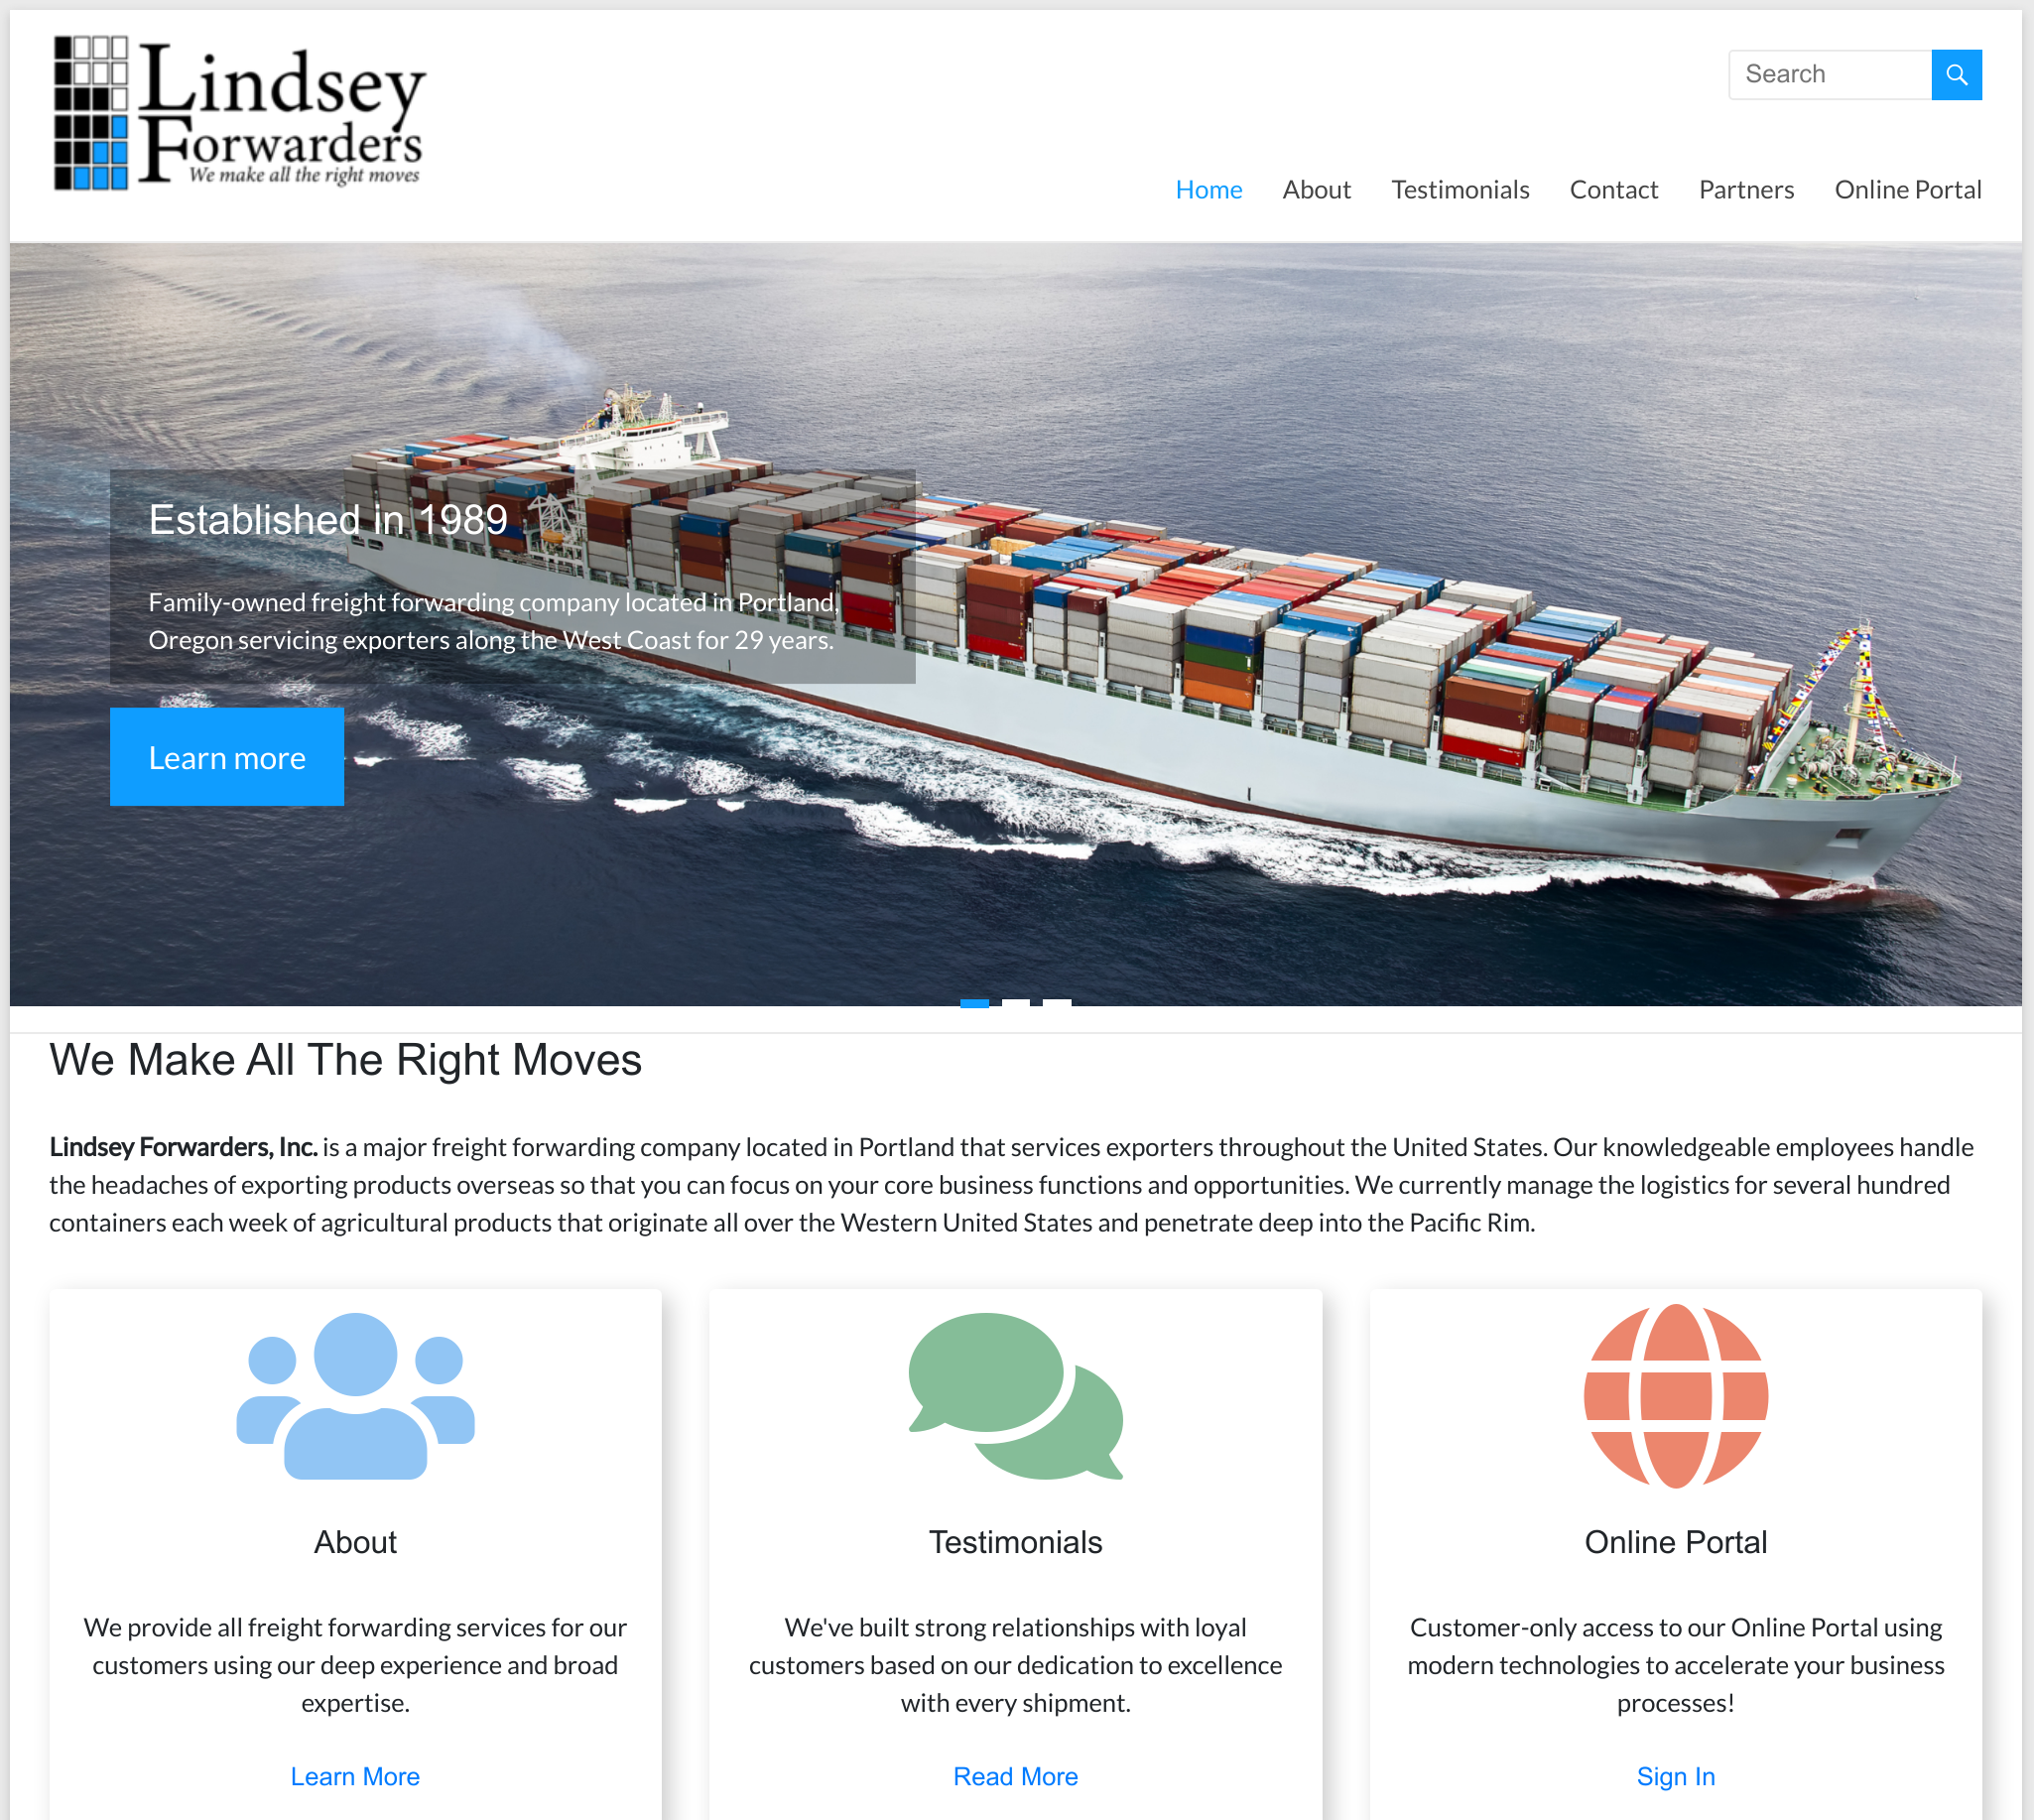 Lindsey
Forwarders
We make all the right moves
Search
Home About Testimonials Contact Partners Online Portal
Established in 1989
Family-owned freight forwarding company located in Portland,
Oregon servicing exporters along the West Coast for 29 years.
Learn more
We Make All The Right Moves
Lindsey Forwarders, Inc. is a major freight forwarding company located in Portland that services exporters throughout the United States. Our knowledgeable employees handle
the headaches of exporting products overseas so that you can focus on your core business functions and opportunities. We currently manage the logistics for several hundred
containers each week of agricultural products that originate all over the Western United States and penetrate deep into the Pacific Rim.
About
We provide all freight forwarding services for our
customers using our deep experience and broad
expertise.
Learn More
Testimonials
We've built strong relationships with loyal
customers based on our dedication to excellence
with every shipment.
Read More
Online Portal
Customer-only access to our Online Portal using
modern technologies to accelerate your business
processes!
Sign In